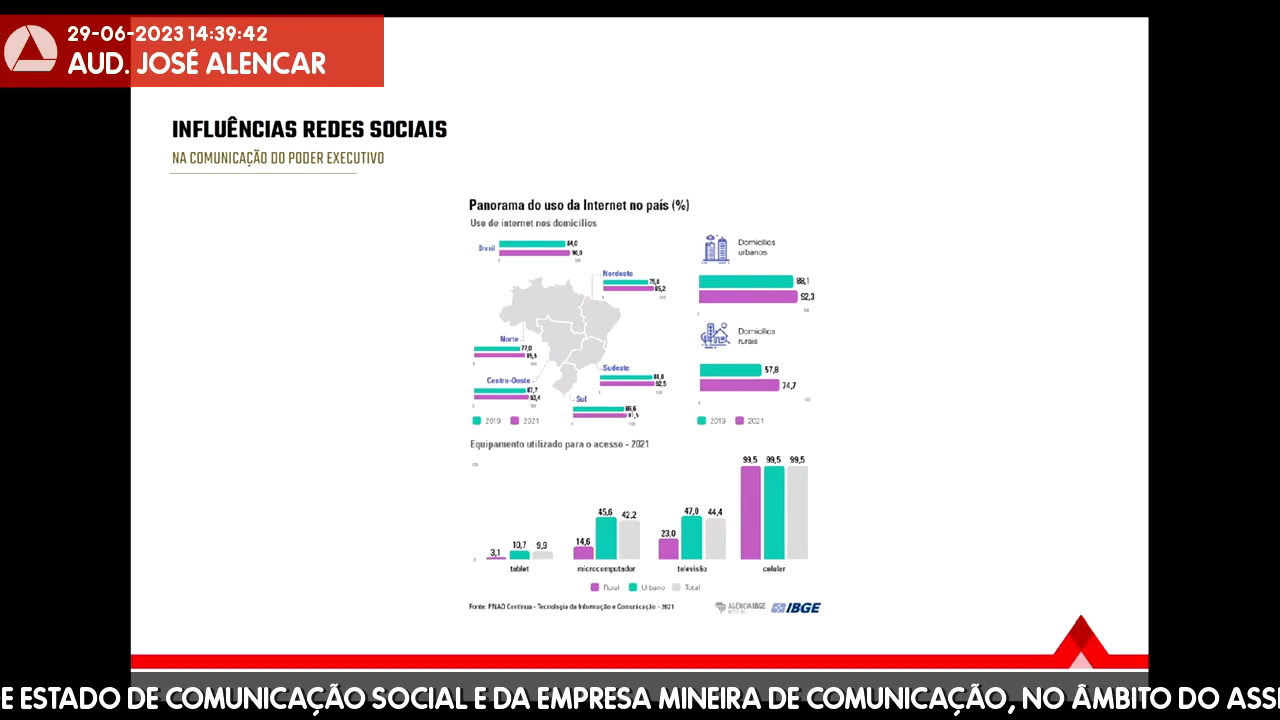 29-06-2023 14:39:42
AUD. JOSÉ ALENCAR
INFLUÊNCIAS REDES SOCIAIS
NA COMUNICAÇÃO DO PODER EXECUTIVO
Panorama do uso da Internet no país (%)
Uso de internet nos domicílios
Brasil
84,0
90,0
Nordeste
85,2
Norte
77,0
85,5
Centro-Oeste
Sudeste
92,5
Sul
91,5
2019 2021
Domicílios
urbanos
88,1
92,3
Domicílios
rurais
57,8
74,7
2019 2021
Equipamento utilizado para o acesso - 2021
3,1 10,7 9,9
14,6 45,6 42,2
23,0 47,0 44,4
99,5 99,5 99,5
tablet microcomputador televisão celular
Rural Urbano Total
Fonte: PNAD Contínua - Tecnologia da Informação e Comunicação - 2021
AGÊNCIA IBGE
IBGE
E ESTADO DE COMUNICAÇÃO SOCIAL E DA EMPRESA MINEIRA DE COMUNICAÇÃO, NO ÂMBITO DO ASS